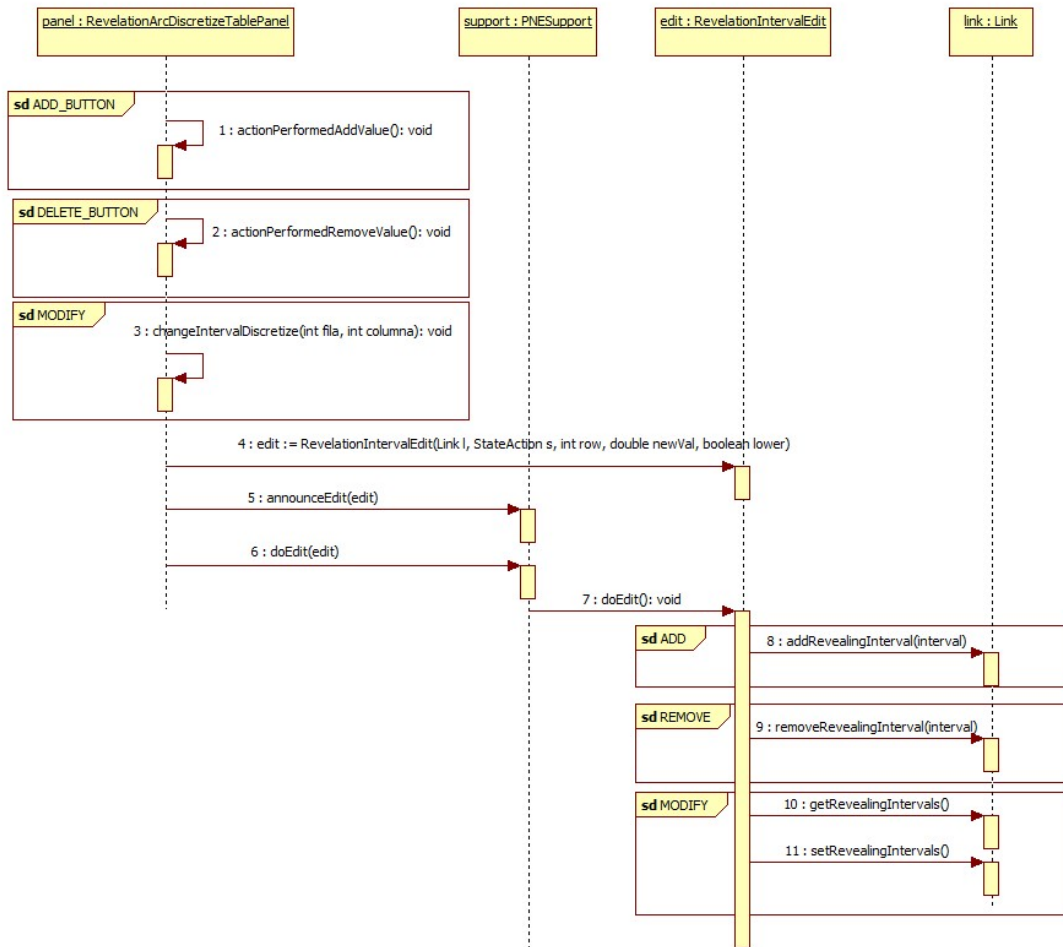 panel : RevelationArcDiscretizeTablePanel
support : PNESupport
edit : RevelationIntervalEdit
link : Link
sd ADD_BUTTON
1 : actionPerformedAddValue(): void
sd DELETE_BUTTON
2 : actionPerformedRemoveValue(): void
sd MODIFY
3 : changeIntervalDiscretize(int fila, int columna): void
4 : edit := RevelationIntervalEdit(Link l, StateAction s, int row, double newVal, boolean lower)
5 : announceEdit(edit)
6 : doEdit(edit)
7 : doEdit(): void
sd ADD
8 : addRevealingInterval(interval)
sd REMOVE
9 : removeRevealingInterval(interval)
sd MODIFY
10 : getRevealingIntervals()
11 : setRevealingIntervals()